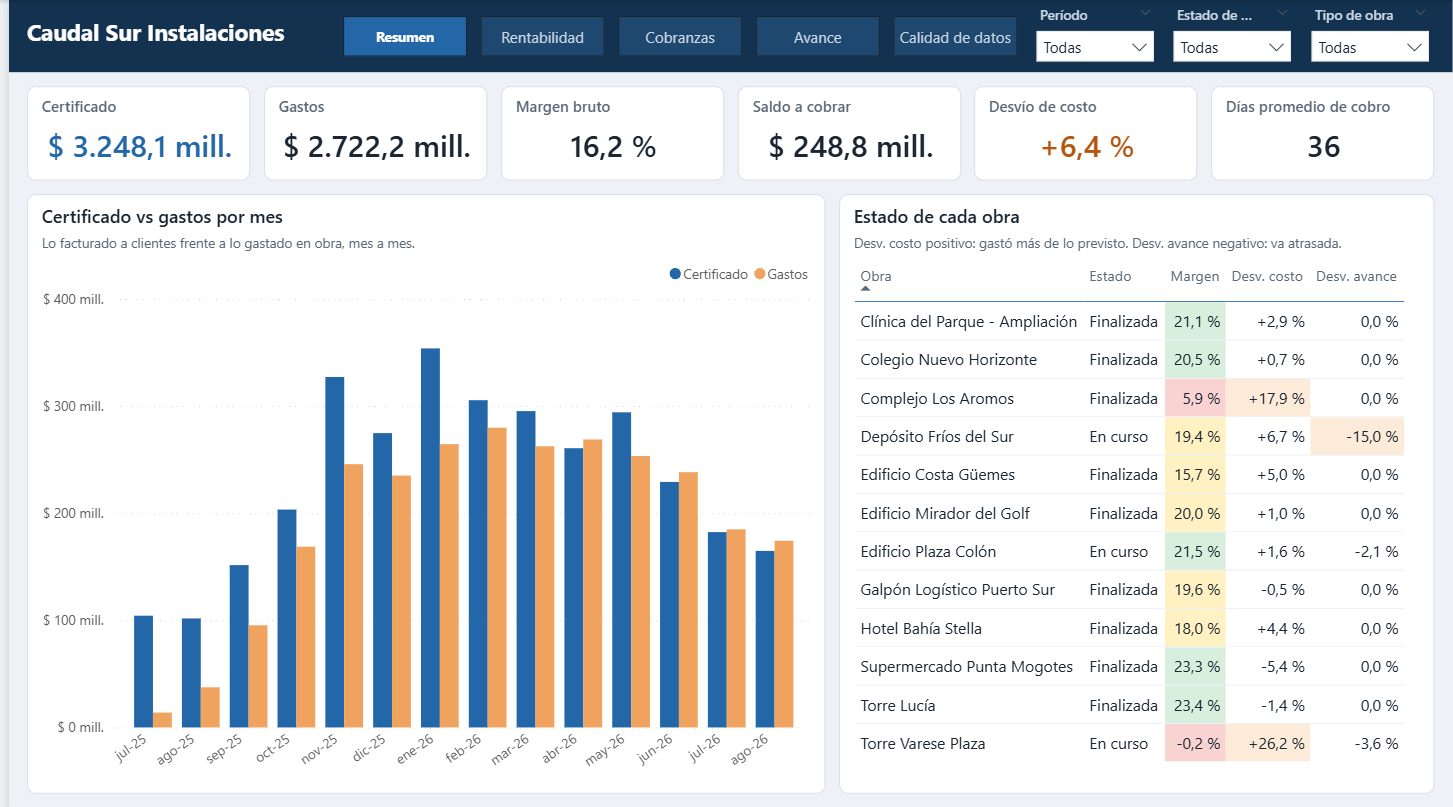 Caudal Sur Instalaciones
Resumen
Rentabilidad
Cobranzas
Avance
Calidad de datos
Período
Todas
Estado de ...
Todas
Tipo de obra
Todas
Certificado
$ 3.248,1 mill.
Gastos
$ 2.722,2 mill.
Margen bruto
16,2 %
Saldo a cobrar
$ 248,8 mill.
Desvío de costo
+6,4 %
Días promedio de cobro
36
Certificado vs gastos por mes
Lo facturado a clientes frente a lo gastado en obra, mes a mes.
Certificado Gastos
$ 400 mill.
$ 300 mill.
$ 200 mill.
$ 100 mill.
$ 0 mill.
jul-25 ago-25 sep-25 oct-25 nov-25 dic-25 ene-26 feb-26 mar-26 abr-26 may-26 jun-26 jul-26 ago-26
Estado de cada obra
Desv. costo positivo: gastó más de lo previsto. Desv. avance negativo: va atrasada.
Obra Estado Margen Desv. costo Desv. avance
Clínica del Parque - Ampliación Finalizada 21,1 % +2,9 % 0,0 %
Colegio Nuevo Horizonte Finalizada 20,5 % +0,7 % 0,0 %
Complejo Los Aromos Finalizada 5,9 % +17,9 % 0,0 %
Depósito Fríos del Sur En curso 19,4 % +6,7 % -15,0 %
Edificio Costa Güemes Finalizada 15,7 % +5,0 % 0,0 %
Edificio Mirador del Golf Finalizada 20,0 % +1,0 % 0,0 %
Edificio Plaza Colón En curso 21,5 % +1,6 % -2,1 %
Galpón Logístico Puerto Sur Finalizada 19,6 % -0,5 % 0,0 %
Hotel Bahía Stella Finalizada 18,0 % +4,4 % 0,0 %
Supermercado Punta Mogotes Finalizada 23,3 % -5,4 % 0,0 %
Torre Lucía Finalizada 23,4 % -1,4 % 0,0 %
Torre Varese Plaza En curso -0,2 % +26,2 % -3,6 %